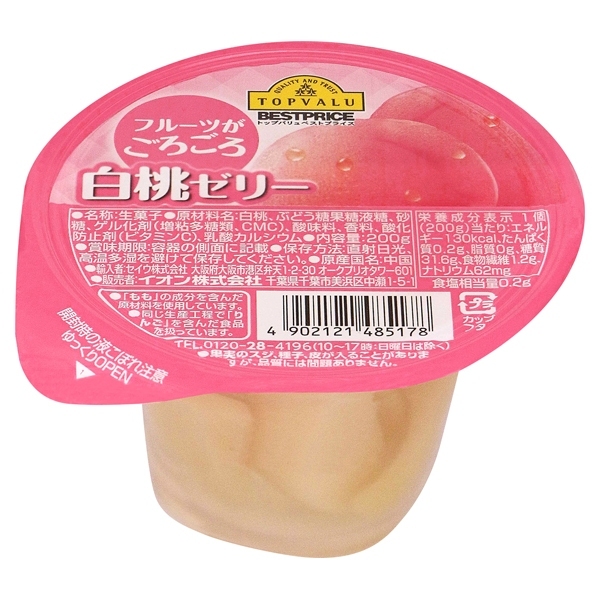 QUALITY AND TRUST
TOPVALU
BESTPRICE
トップバリュベストプライス
フルーツが
ごろごろ
白桃ゼリー
●名称:生菓子●原材料名:白桃、ぶどう糖果糖液糖、砂
糖、ゲル化剤(増粘多糖類、CMC)、酸味料、香料、酸化
防止剤(ビタミンC)、乳酸カルシウム●内容量:200g
●賞味期限:容器の側面に記載●保存方法:直射日光、
高温多湿を避けて保存してください。●原産国名:中国
●輸入者:セイウ株式会社 大阪府大阪市港区弁天1-2-30 オークプリオタワー601
●販売者:イオン株式会社 千葉県千葉市美浜区中瀬1-5-1
栄養成分表示 1個
(200g)当たり:エネル
ギー130kcal、たんぱく
質0.2g、脂質0g、糖質
31.6g、食物繊維1.2g、
ナトリウム62mg
食塩相当量0.2g
●「もも」の成分を含んだ
原材料を使用しています。
●同じ生産工程で「り
んご」を含んだ食品
を扱っています。
4 902121 485178
プラ
カップ
フタ
TEL.0120-28-4196(10～17時:日曜日は除く)
●果実のスジ、種子、皮が入ることがありま
すが、品質には問題ありません。
開封時の液こぼれ注意
ゆっくりOPEN